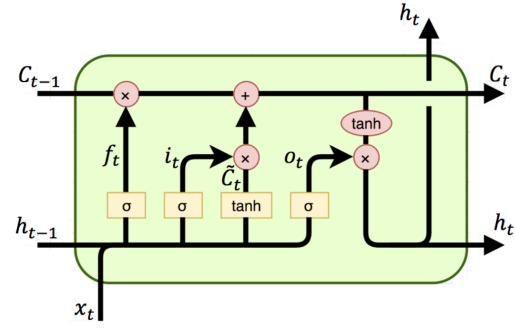 h_t
C_{t-1} × + C_t
tanh
f_t i_t × o_t ×
C̃_t
σ σ tanh σ
h_{t-1} h_t
x_t